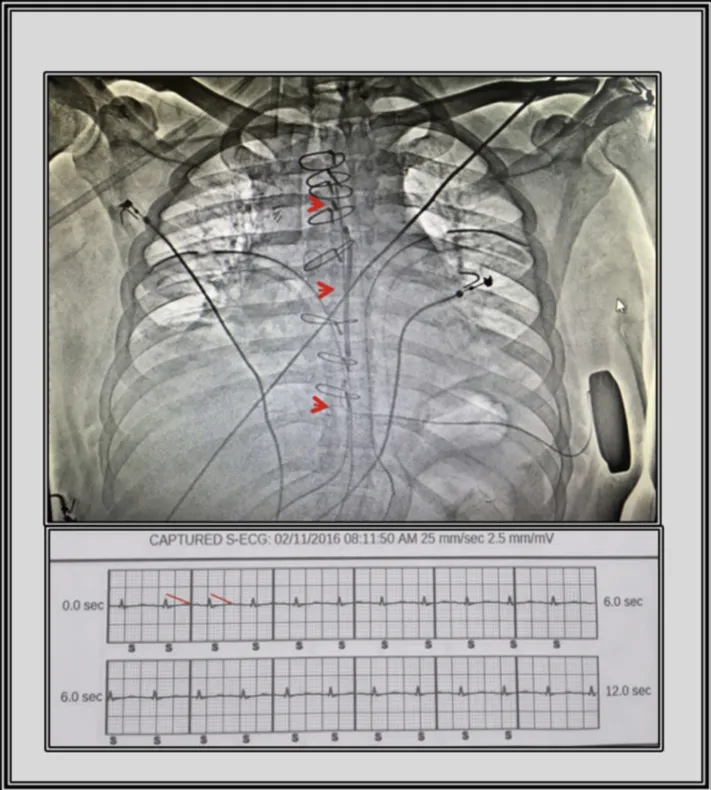 CAPTURED S-ECG: 02/11/2016 08:11:50 AM 25 mm/sec 2.5 mm/mV
0.0 sec 6.0 sec
S S S S S S S S S S S
6.0 sec 12.0 sec
S S S S S S S S S S